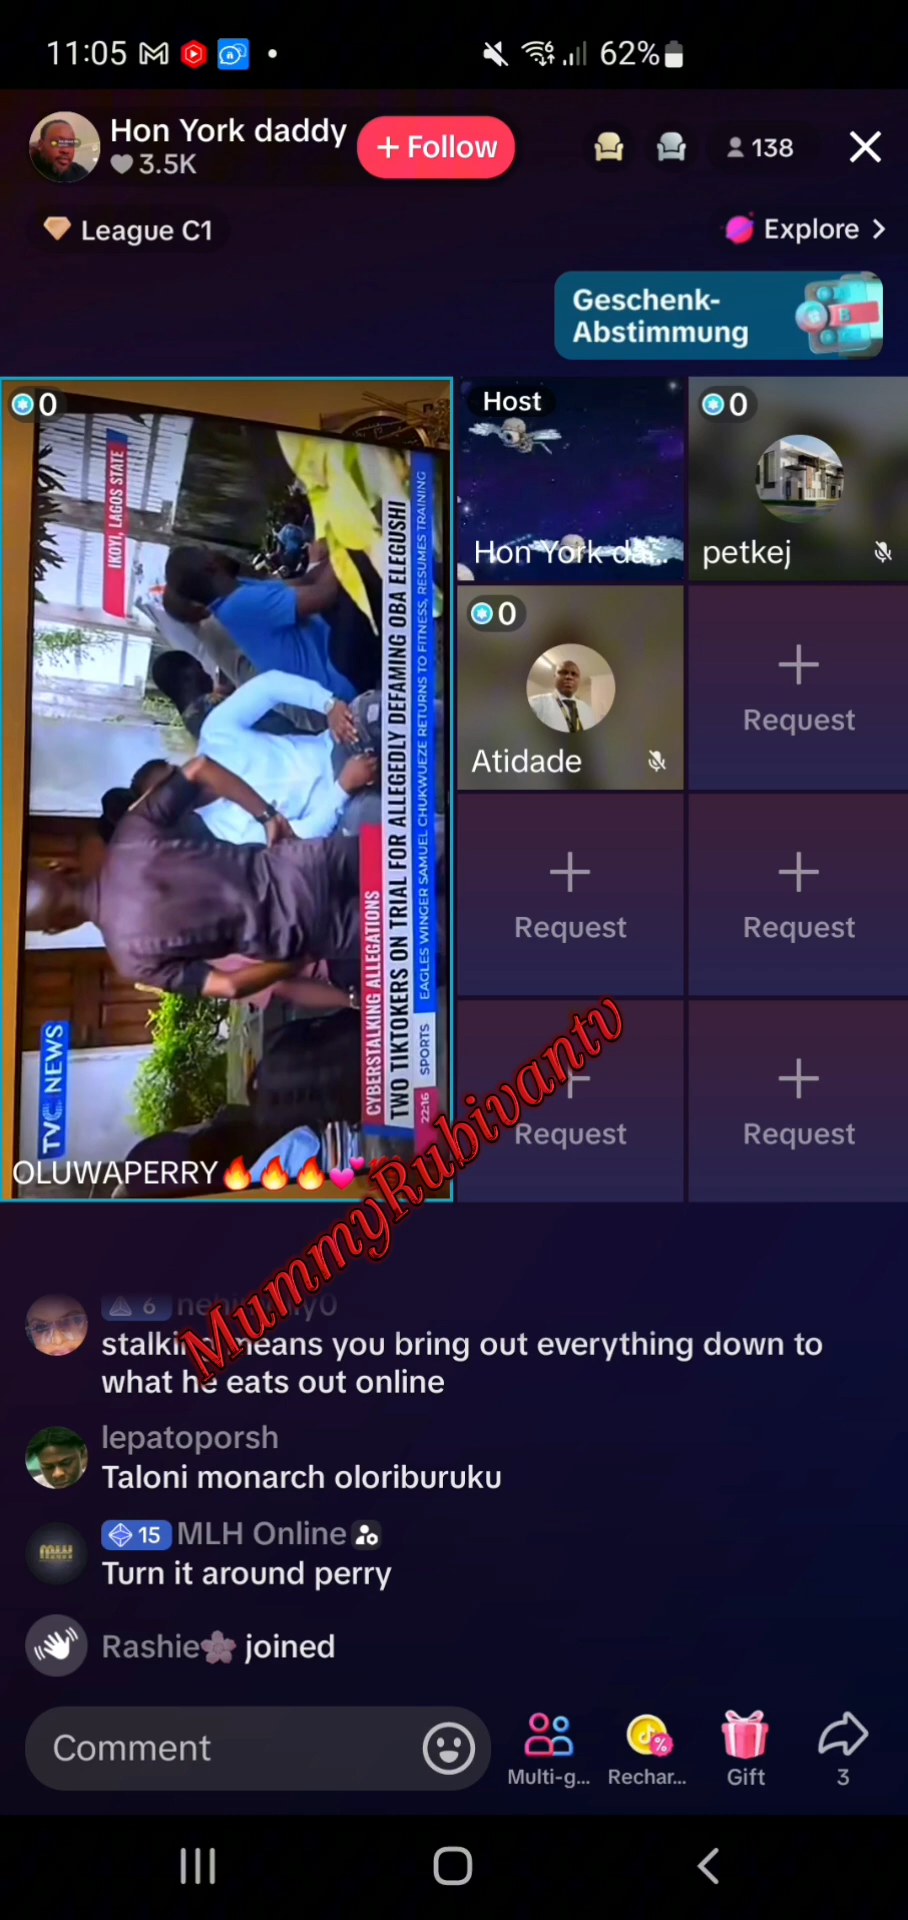 11:05
62%
Hon York daddy
3.5K
+ Follow
138
League C1
Explore >
Geschenk-
Abstimmung
0
IKOYI, LAGOS STATE
CYBERSTALKING ALLEGATIONS
TWO TIKTOKERS ON TRIAL FOR ALLEGEDLY DEFAMING OBA ELEGUSHI
22:16 SPORTS EAGLES WINGER SAMUEL CHUKWUEZE RETURNS TO FITNESS, RESUMES TRAINING
TVC NEWS
OLUWAPERRY🔥🔥🔥💕
Host
Hon York da...
0
petkej
0
Atidade
Request
Request
Request
Request
Request
MummyRubivantv
6
means you bring out everything down to
what he eats out online
lepatoporsh
Taloni monarch oloriburuku
15 MLH Online
Turn it around perry
Rashie🌸 joined
Comment
Multi-g...
Rechar...
Gift
3